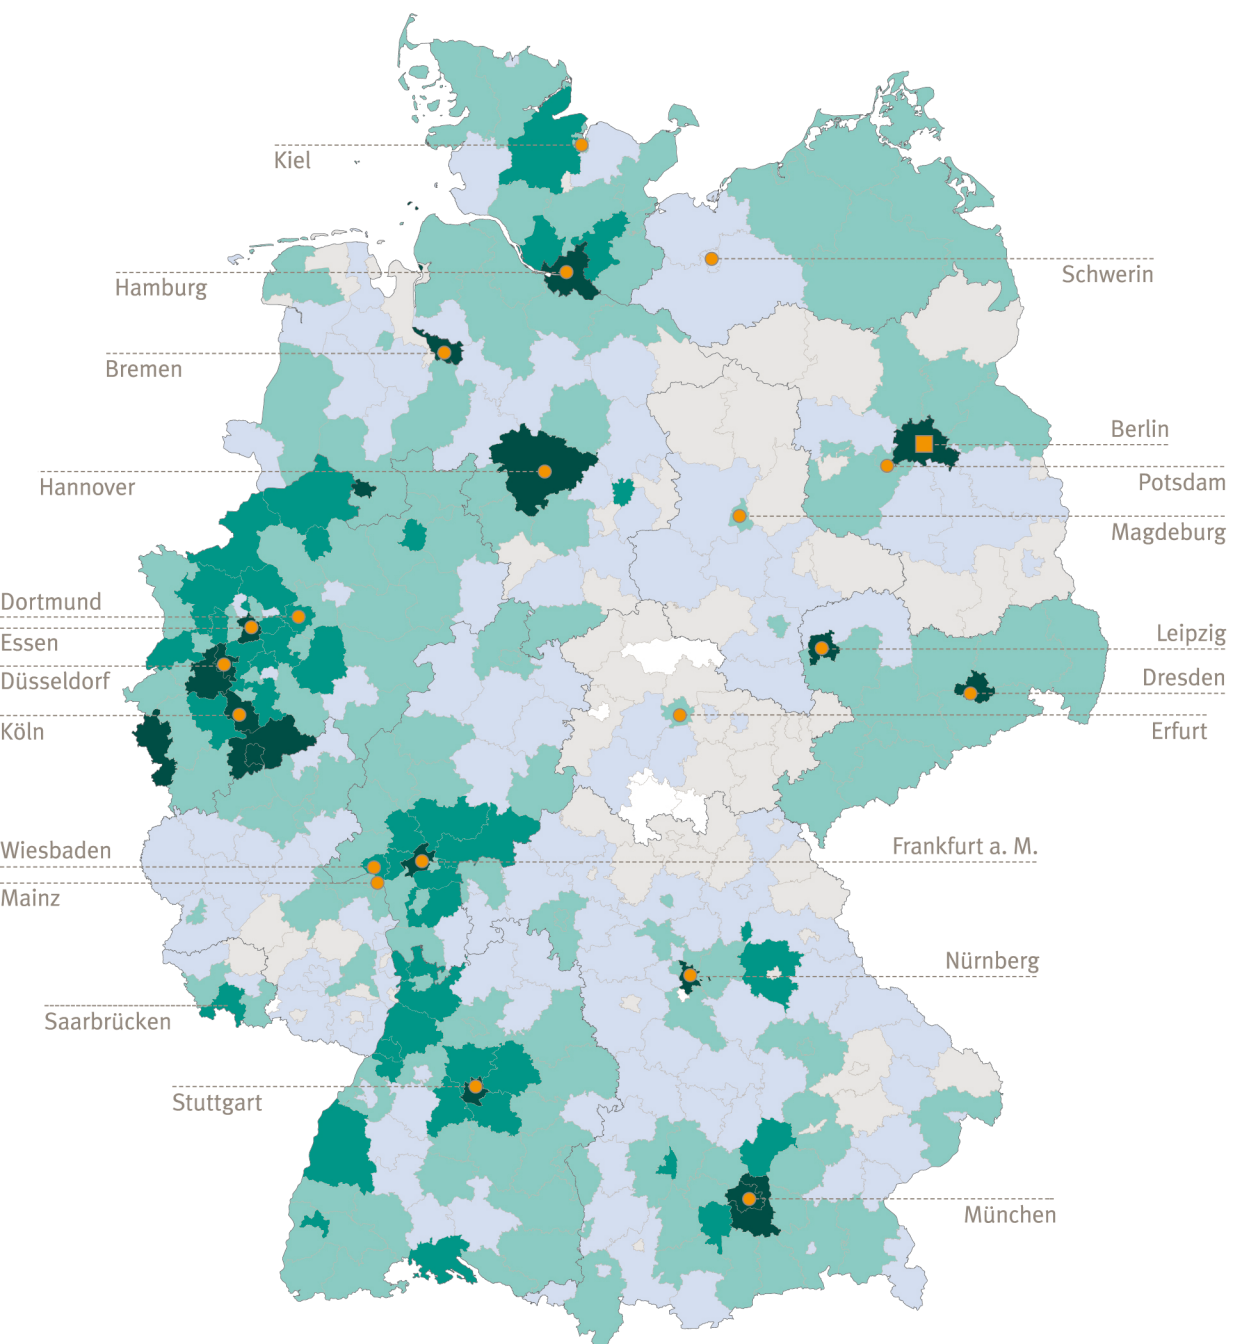 Kiel
Schwerin
Hamburg
Bremen
Berlin
Hannover
Potsdam
Magdeburg
Dortmund
Essen
Leipzig
Düsseldorf
Dresden
Köln
Erfurt
Wiesbaden
Frankfurt a. M.
Mainz
Nürnberg
Saarbrücken
Stuttgart
München